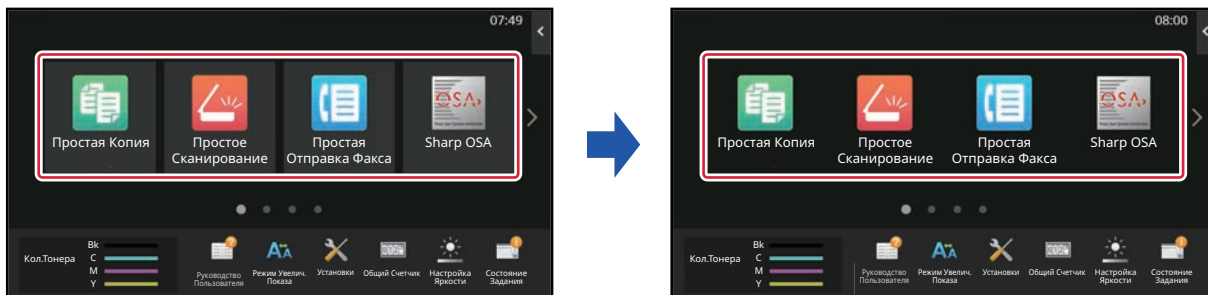 07:49
Простая Копия
Простое
Сканирование
Простая
Отправка Факса
OSA
Sharp OSA
Кол.Тонера
Bk
C
M
Y
Руководство
Пользователя
Режим Увелич.
Показа
Установки
Общий Счетчик
Настройка
Яркости
Состояние
Задания
08:00
Простая Копия
Простое
Сканирование
Простая
Отправка Факса
OSA
Sharp OSA
Кол.Тонера
Bk
C
M
Y
Руководство
Пользователя
Режим Увелич.
Показа
Установки
Общий Счетчик
Настройка
Яркости
Состояние
Задания